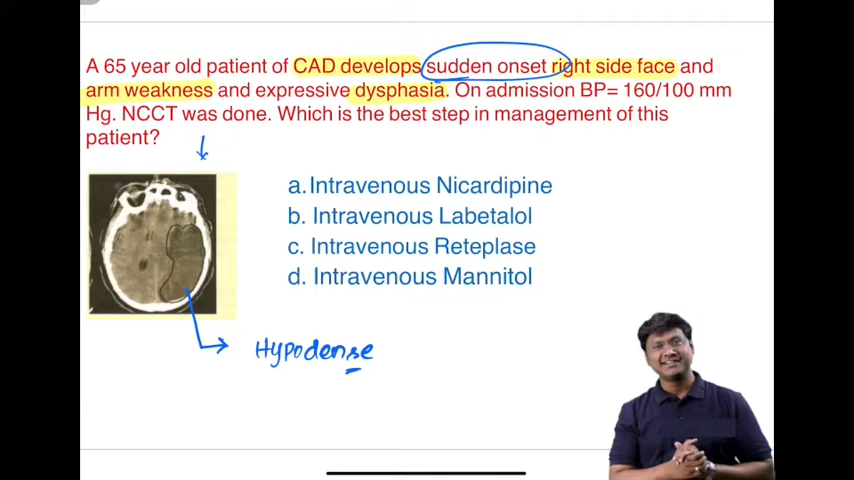 A 65 year old patient of CAD develops sudden onset right side face and
arm weakness and expressive dysphasia. On admission BP= 160/100 mm
Hg. NCCT was done. Which is the best step in management of this
patient?
a. Intravenous Nicardipine
b. Intravenous Labetalol
c. Intravenous Reteplase
d. Intravenous Mannitol
Hypodense